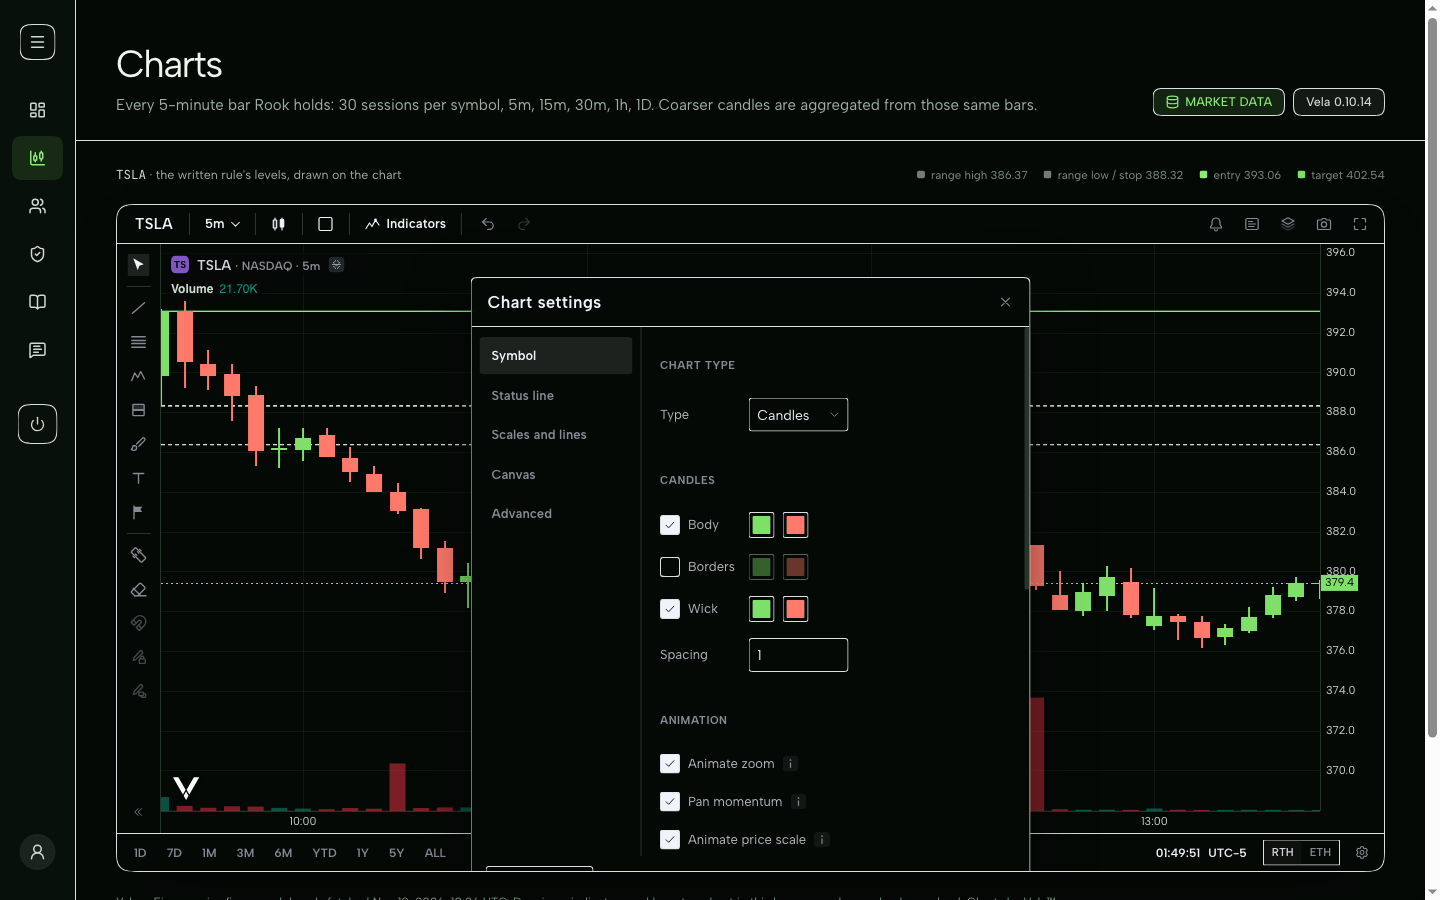 Charts
Every 5-minute bar Rook holds: 30 sessions per symbol, 5m, 15m, 30m, 1h, 1D. Coarser candles are aggregated from those same bars.
MARKET DATA
Vela 0.10.14
TSLA · the written rule's levels, drawn on the chart
range high 386.37
range low / stop 388.32
entry 393.06
target 402.54
TSLA
5m
Indicators
TS
TSLA · NASDAQ · 5m
Volume 21.70K
396.0
394.0
392.0
390.0
388.0
386.0
384.0
382.0
380.0
379.4
378.0
376.0
374.0
372.0
370.0
Chart settings
Symbol
Status line
Scales and lines
Canvas
Advanced
CHART TYPE
Type
Candles
CANDLES
Body
Borders
Wick
Spacing
1
ANIMATION
Animate zoom
Pan momentum
Animate price scale
10:00
13:00
1D
7D
1M
3M
6M
YTD
1Y
5Y
ALL
01:49:51 UTC-5
RTH
ETH